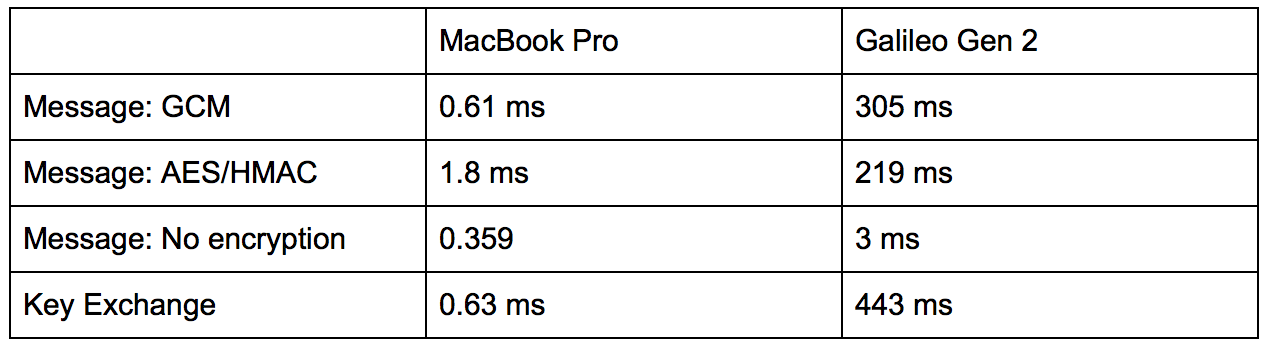 MacBook Pro Galileo Gen 2
Message: GCM 0.61 ms 305 ms
Message: AES/HMAC 1.8 ms 219 ms
Message: No encryption 0.359 3 ms
Key Exchange 0.63 ms 443 ms